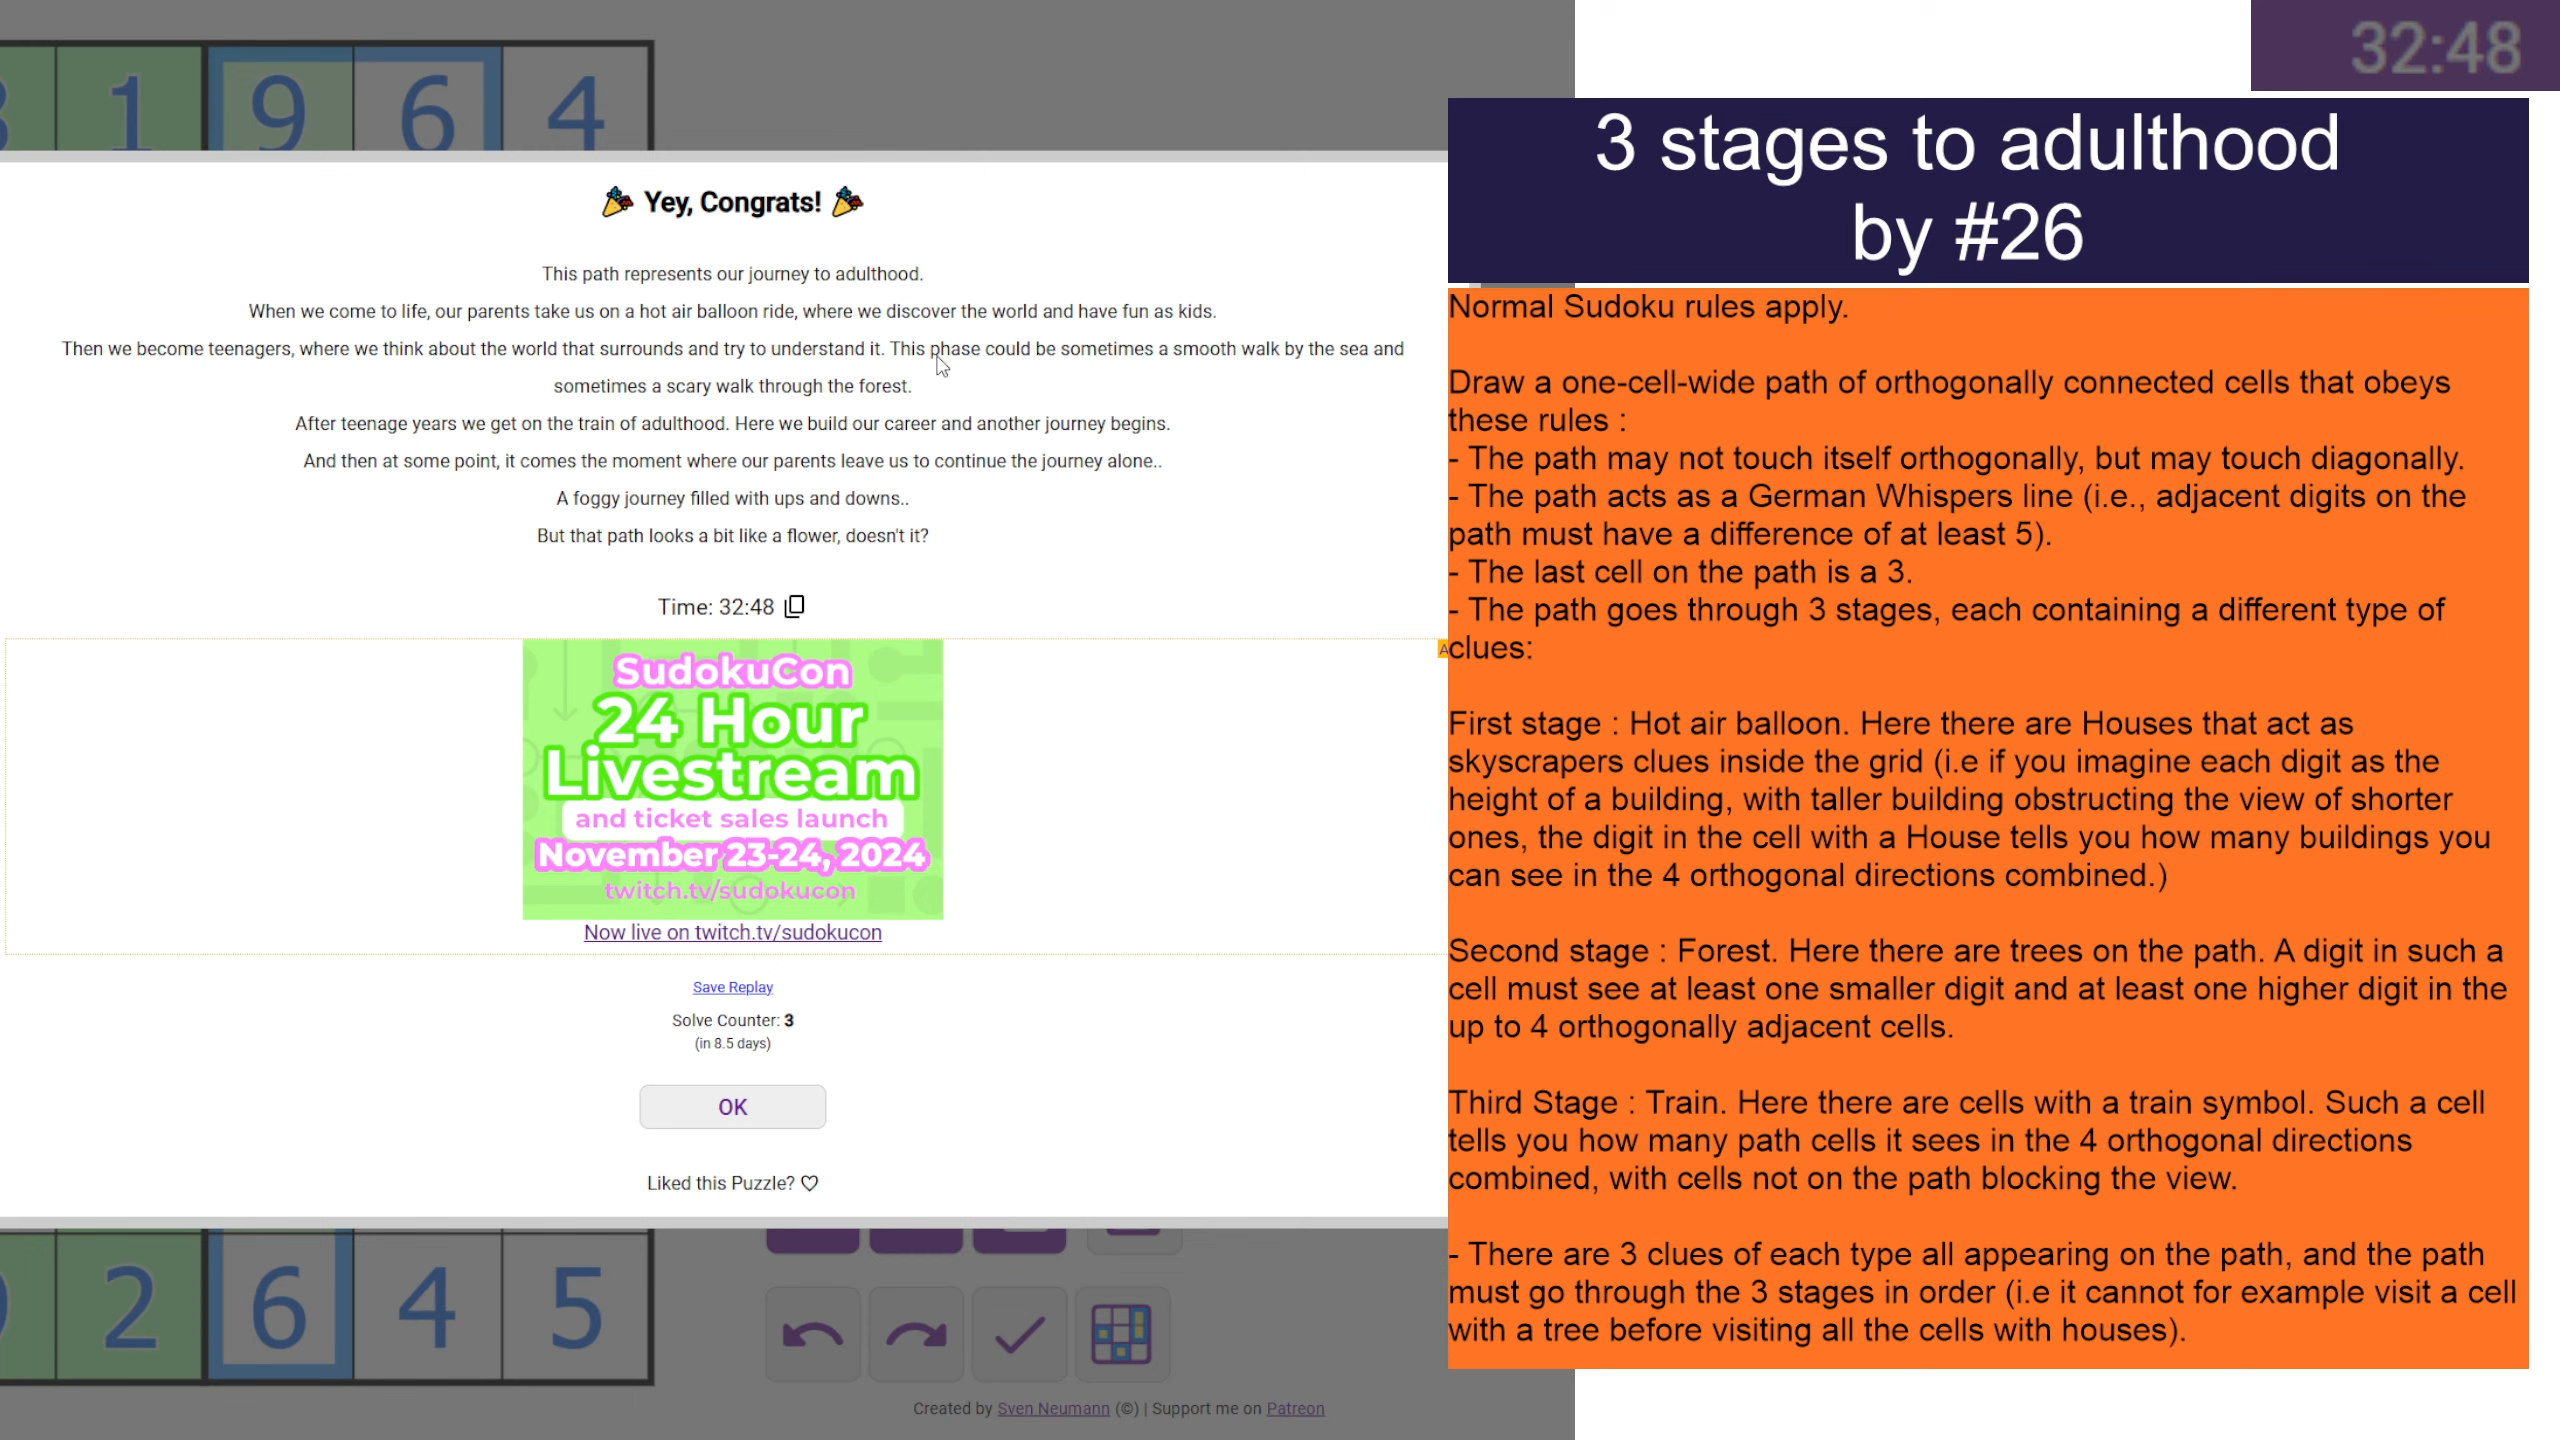 32:48
1 9 6 4
3 stages to adulthood
by #26
Yey, Congrats!
This path represents our journey to adulthood.
When we come to life, our parents take us on a hot air balloon ride, where we discover the world and have fun as kids.
Then we become teenagers, where we think about the world that surrounds and try to understand it. This phase could be sometimes a smooth walk by the sea and
sometimes a scary walk through the forest.
After teenage years we get on the train of adulthood. Here we build our career and another journey begins.
And then at some point, it comes the moment where our parents leave us to continue the journey alone..
A foggy journey filled with ups and downs..
But that path looks a bit like a flower, doesn't it?
Time: 32:48
SudokuCon
24 Hour
Livestream
and ticket sales launch
November 23-24, 2024
twitch.tv/sudokucon
Now live on twitch.tv/sudokucon
Save Replay
Solve Counter: 3
(in 8.5 days)
OK
Liked this Puzzle? ♡
2 6 4 5
Created by Sven Neumann (©) | Support me on Patreon
Normal Sudoku rules apply.
Draw a one-cell-wide path of orthogonally connected cells that obeys
these rules :
- The path may not touch itself orthogonally, but may touch diagonally.
- The path acts as a German Whispers line (i.e., adjacent digits on the
path must have a difference of at least 5).
- The last cell on the path is a 3.
- The path goes through 3 stages, each containing a different type of
clues:
First stage : Hot air balloon. Here there are Houses that act as
skyscrapers clues inside the grid (i.e if you imagine each digit as the
height of a building, with taller building obstructing the view of shorter
ones, the digit in the cell with a House tells you how many buildings you
can see in the 4 orthogonal directions combined.)
Second stage : Forest. Here there are trees on the path. A digit in such a
cell must see at least one smaller digit and at least one higher digit in the
up to 4 orthogonally adjacent cells.
Third Stage : Train. Here there are cells with a train symbol. Such a cell
tells you how many path cells it sees in the 4 orthogonal directions
combined, with cells not on the path blocking the view.
- There are 3 clues of each type all appearing on the path, and the path
must go through the 3 stages in order (i.e it cannot for example visit a cell
with a tree before visiting all the cells with houses).